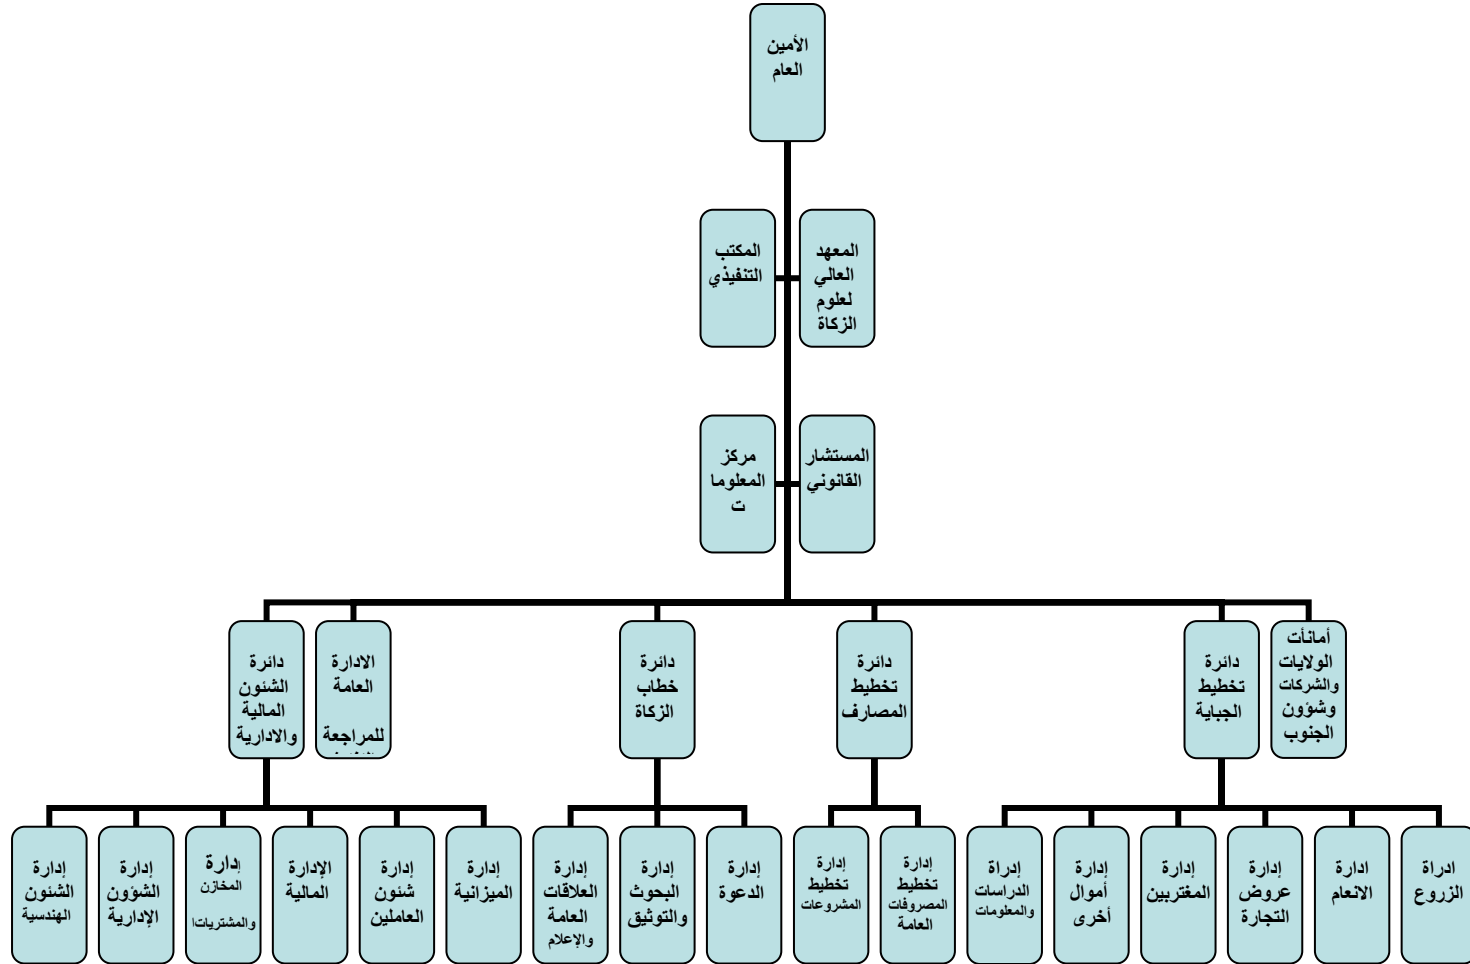 الأمين
العام
المعهد
العالي
لعلوم
الزكاة
المكتب
التنفيذي
المستشار
القانوني
مركز
المعلوما
ت
أمانأت
الولايات
والشركات
وشؤون
الجنوب
دائرة
تخطيط
الجباية
دائرة
تخطيط
المصارف
دائرة
خطاب
الزكاة
الادارة
العامة
للمراجعة
دائرة
الشئون
المالية
والادارية
ادراة
الزروع
ادارة
الانعام
إدارة
عروض
التجارة
إدارة
المغتربين
إدارة
أموال
أخرى
إدراة
الدراسات
والمعلومات
إدارة
تخطيط
المصروفات
العامة
إدارة
تخطيط
المشروعات
إدارة
الدعوة
إدارة
البحوث
والتوثيق
إدارة
العلاقات
العامة
والإعلام
إدارة
الميزانية
إدارة
شئون
العاملين
الإدارة
المالية
إدارة
المخازن
والمشتريات!
إدارة
الشؤون
الإدارية
إدارة
الشئون
الهندسية